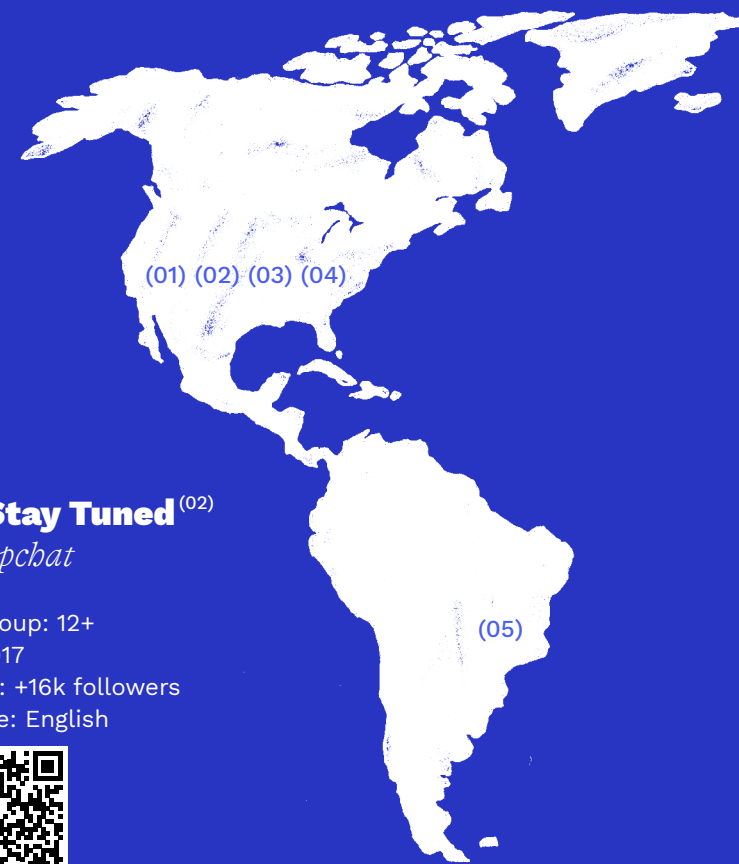 (01) (02) (03) (04)
Stay Tuned(02)
pchat
oup: 12+
17
: +16k followers
e: English
(05)